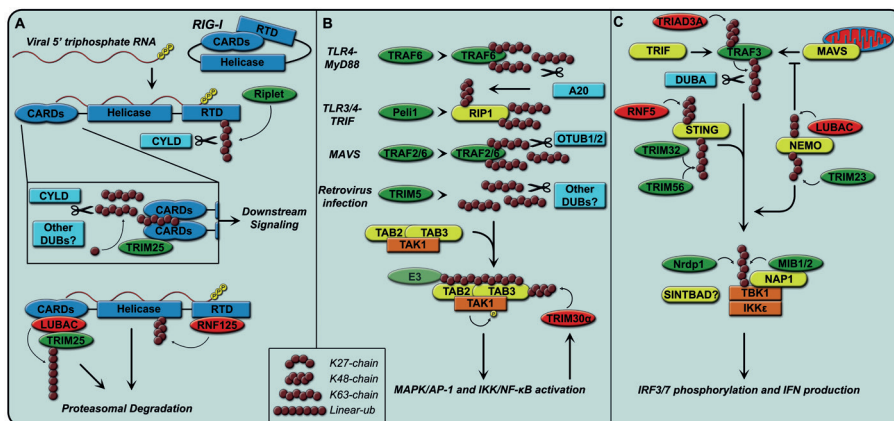 A
RIG-I
Viral 5' triphosphate RNA
CARDs
RTD
Helicase
P
P
P
CARDs
Helicase
RTD
Riplet
CYLD
CYLD
Other
DUBs?
CARDs
CARDs
TRIM25
Downstream
Signaling
P
P
P
CARDs
Helicase
RTD
LUBAC
TRIM25
RNF125
Proteasomal Degradation
K27-chain
K48-chain
K63-chain
Linear-ub
B
TLR4-
MyD88
TRAF6
TRAF6
A20
TLR3/4-
TRIF
Peli1
RIP1
OTUB1/2
MAVS
TRAF2/6
TRAF2/6
Retrovirus
infection
TRIM5
Other
DUBs?
TAB2
TAB3
TAK1
E3
TAB2
TAB3
TAK1
P
TRIM30α
MAPK/AP-1 and IKK/NF-κB activation
C
TRIAD3A
TRIF
TRAF3
MAVS
DUBA
RNF5
STING
LUBAC
NEMO
TRIM32
TRIM56
TRIM23
Nrdp1
MIB1/2
NAP1
SINTBAD?
TBK1
IKKε
IRF3/7 phosphorylation and IFN production